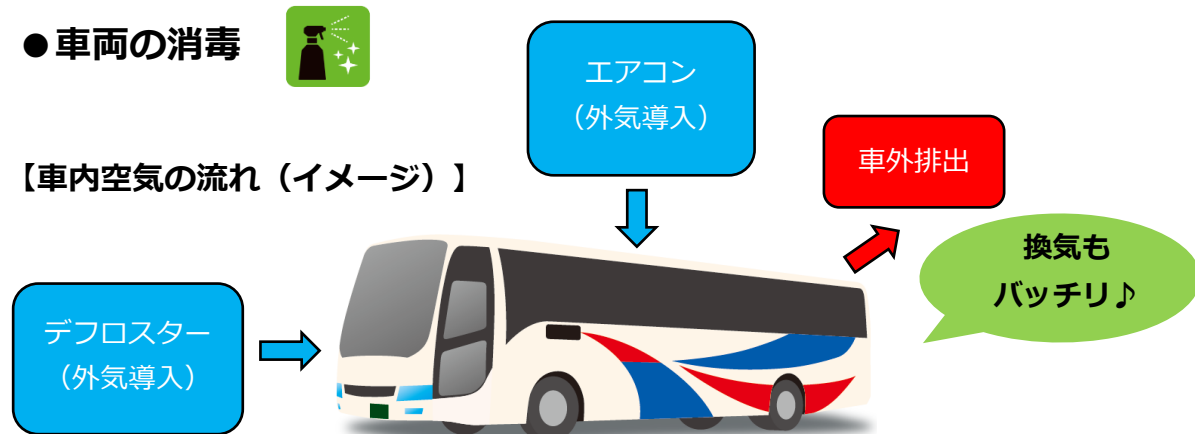 ●車両の消毒
エアコン
（外気導入）
車外排出
【車内空気の流れ（イメージ）】
換気も
バッチリ♪
デフロスター
（外気導入）